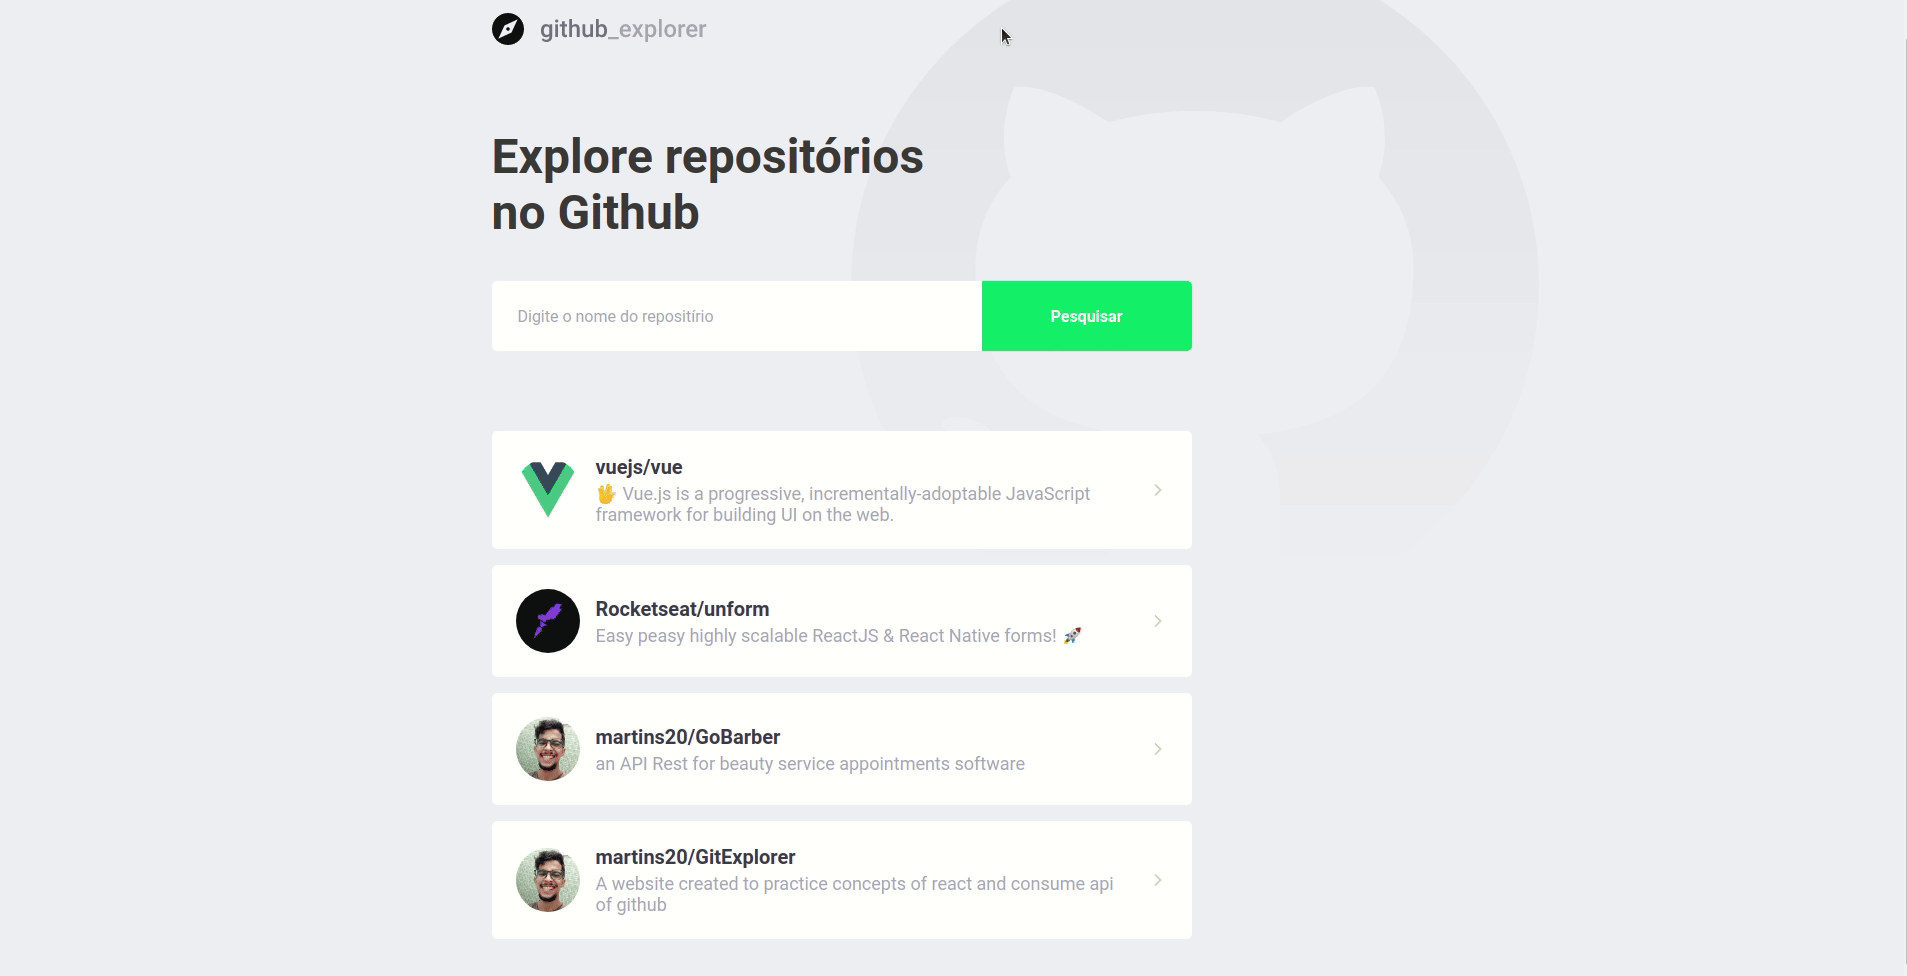 github_explorer
Explore repositórios
no Github
Digite o nome do repositírio
Pesquisar
vuejs/vue
🖖 Vue.js is a progressive, incrementally-adoptable JavaScript
framework for building UI on the web.
Rocketseat/unform
Easy peasy highly scalable ReactJS & React Native forms! 🚀
martins20/GoBarber
an API Rest for beauty service appointments software
martins20/GitExplorer
A website created to practice concepts of react and consume api
of github